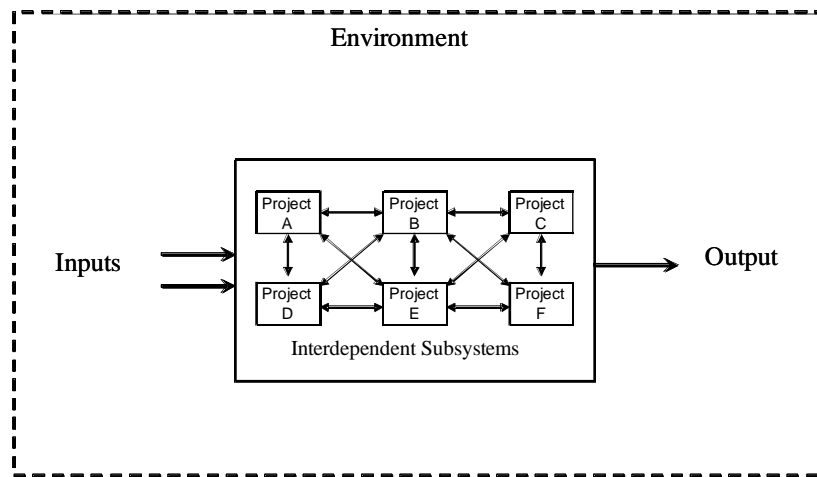 Environment
Project
A
Project
B
Project
C
Inputs
Output
Project
D
Project
E
Project
F
Interdependent Subsystems